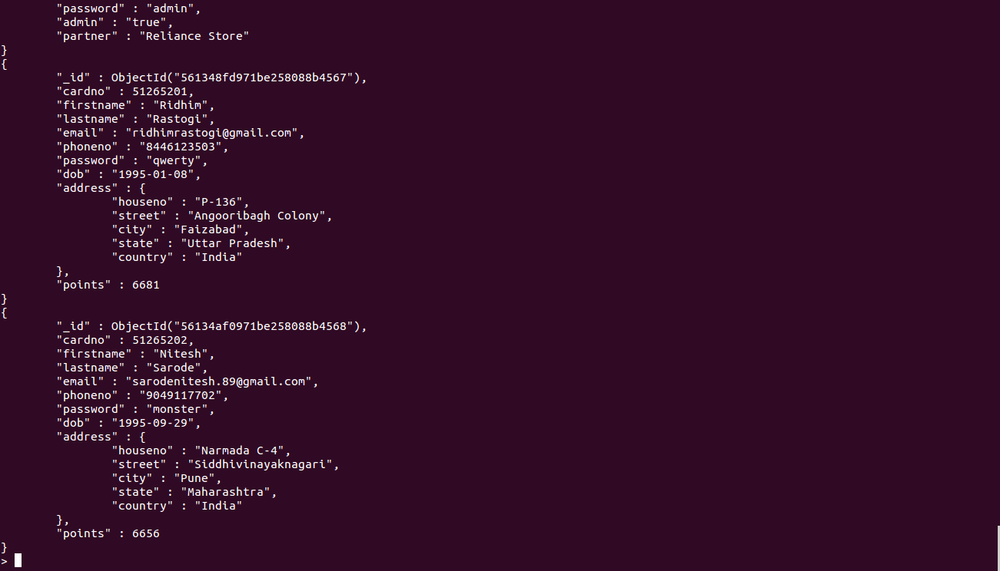 "password" : "admin",
"admin" : "true",
"partner" : "Reliance Store"
}
{
"_id" : ObjectId("561348fd971be258088b4567"),
"cardno" : 51265201,
"firstname" : "Ridhim",
"lastname" : "Rastogi",
"email" : "ridhimrastogi@gmail.com",
"phoneno" : "8446123503",
"password" : "qwerty",
"dob" : "1995-01-08",
"address" : {
"houseno" : "P-136",
"street" : "Angooribagh Colony",
"city" : "Faizabad",
"state" : "Uttar Pradesh",
"country" : "India"
},
"points" : 6681
}
{
"_id" : ObjectId("56134af0971be258088b4568"),
"cardno" : 51265202,
"firstname" : "Nitesh",
"lastname" : "Sarode",
"email" : "sarodenitesh.89@gmail.com",
"phoneno" : "9049117702",
"password" : "monster",
"dob" : "1995-09-29",
"address" : {
"houseno" : "Narmada C-4",
"street" : "Siddhivinayaknagari",
"city" : "Pune",
"state" : "Maharashtra",
"country" : "India"
},
"points" : 6656
}
>